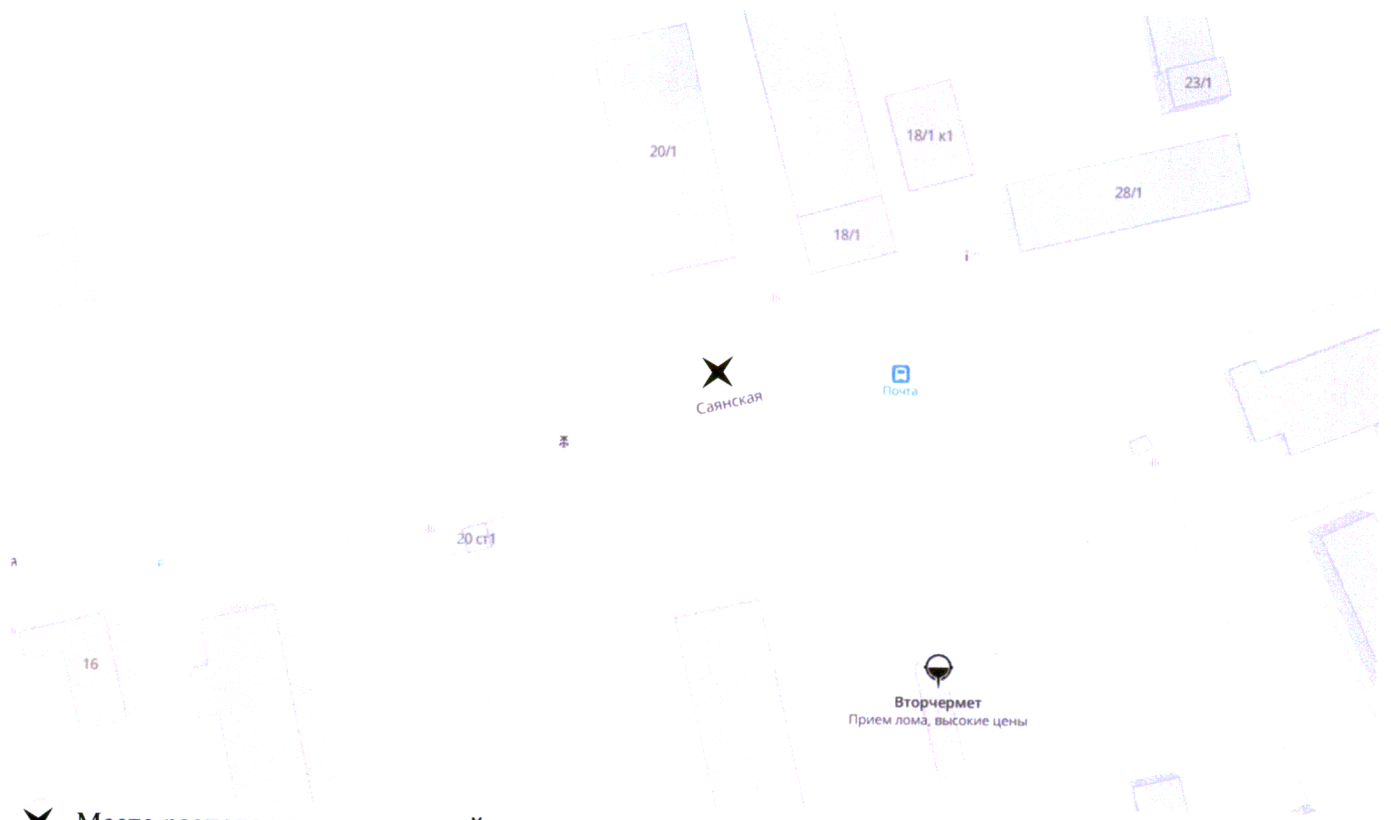 23/1
18/1 к1
20/1
28/1
18/1
Почта
Саянская
20 ст1
16
Вторчермет
Прием лома, высокие цены